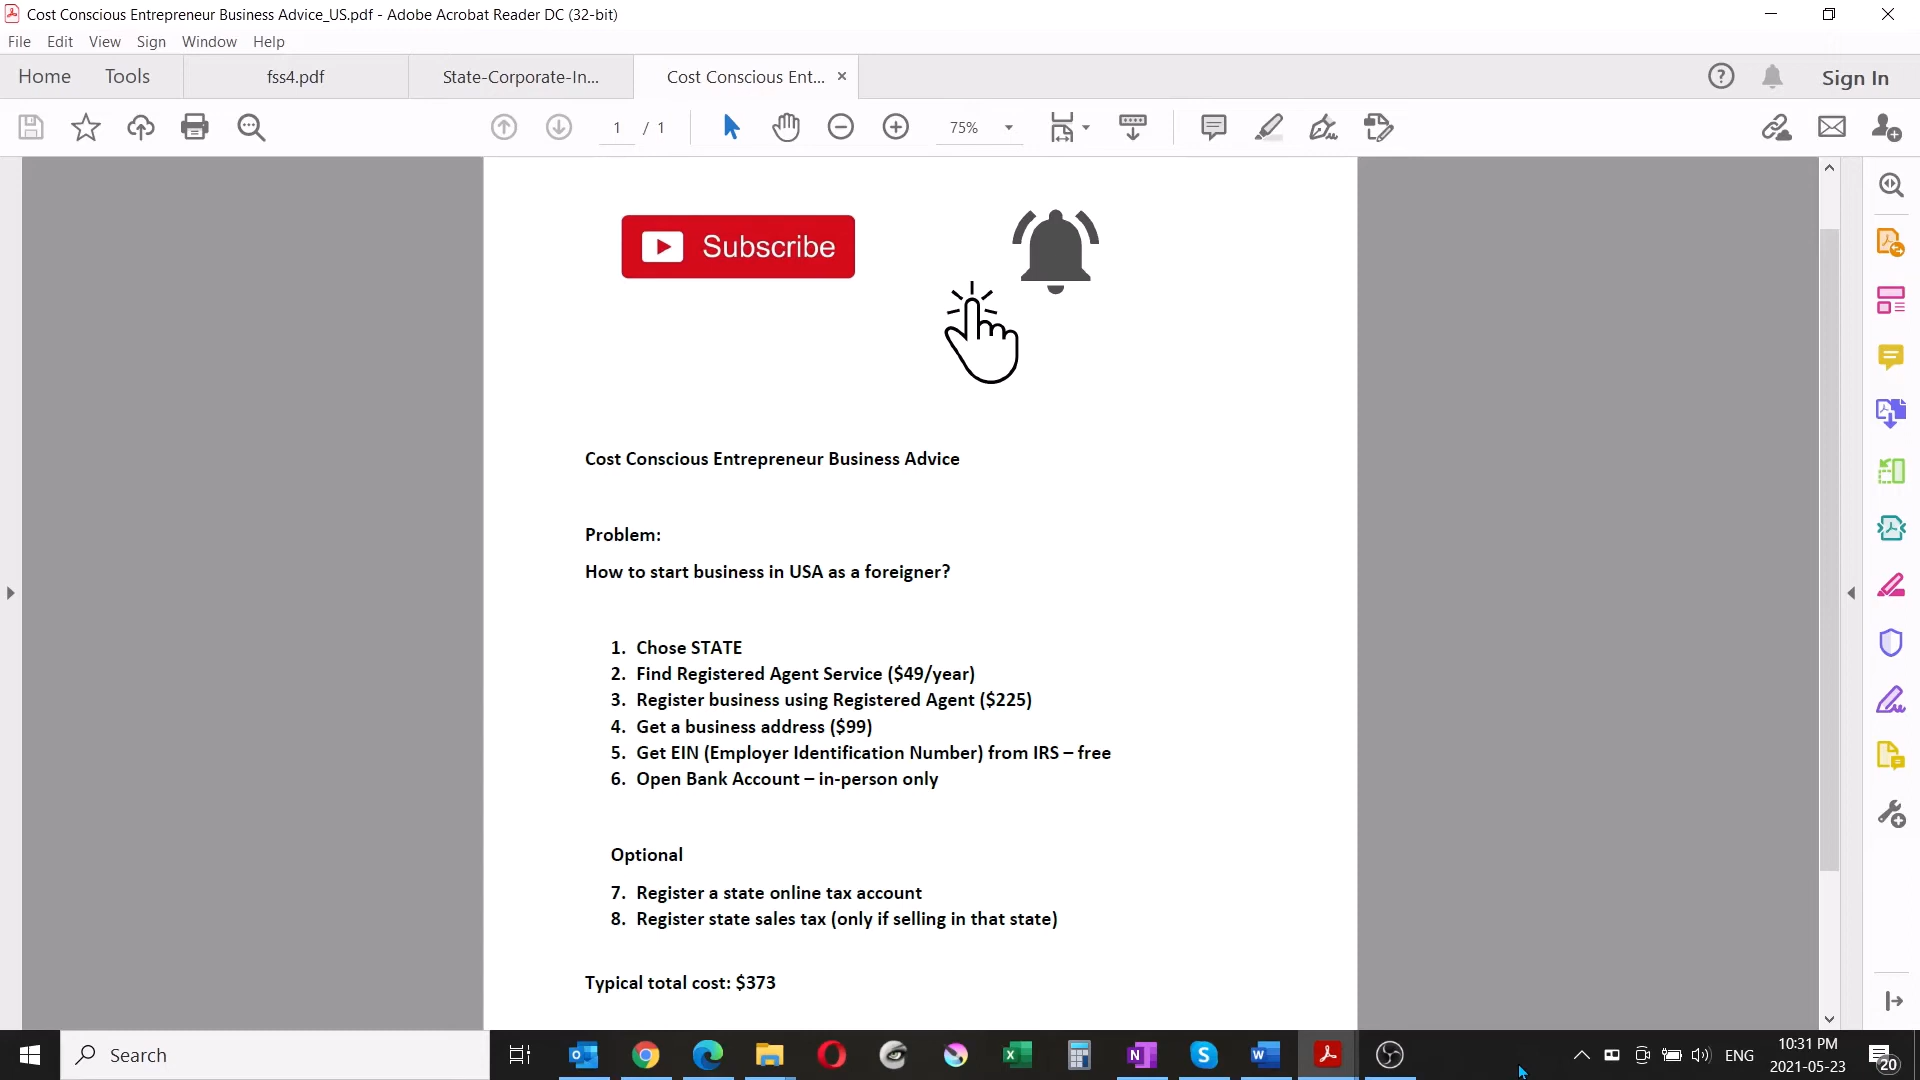 Cost Conscious Entrepreneur Business Advice_US.pdf - Adobe Acrobat Reader DC (32-bit)
File Edit View Sign Window Help
Home Tools fss4.pdf State-Corporate-In... Cost Conscious Ent... × Sign In
1 / 1 75%
Subscribe
Cost Conscious Entrepreneur Business Advice
Problem:
How to start business in USA as a foreigner?
1. Chose STATE
2. Find Registered Agent Service ($49/year)
3. Register business using Registered Agent ($225)
4. Get a business address ($99)
5. Get EIN (Employer Identification Number) from IRS – free
6. Open Bank Account – in-person only
Optional
7. Register a state online tax account
8. Register state sales tax (only if selling in that state)
Typical total cost: $373
Search
ENG
10:31 PM
2021-05-23
20